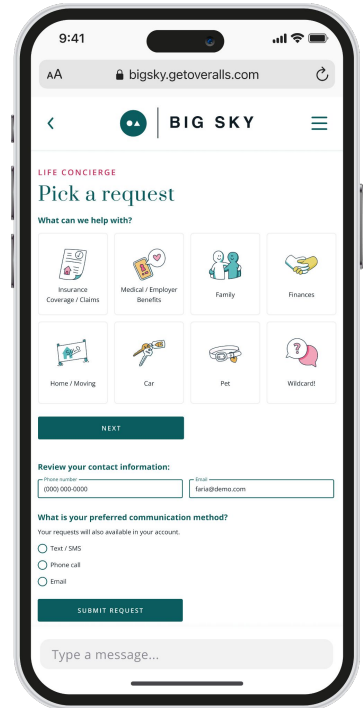 9:41
AA bigsky.getoveralls.com
BIG SKY
LIFE CONCIERGE
Pick a request
What can we help with?
Insurance
Coverage / Claims
Medical / Employer
Benefits
Family
Finances
Home / Moving
Car
Pet
Wildcard!
NEXT
Review your contact information:
Phone number
(000) 000-0000
Email
faria@demo.com
What is your preferred communication method?
Your requests will also available in your account.
Text / SMS
Phone call
Email
SUBMIT REQUEST
Type a message...